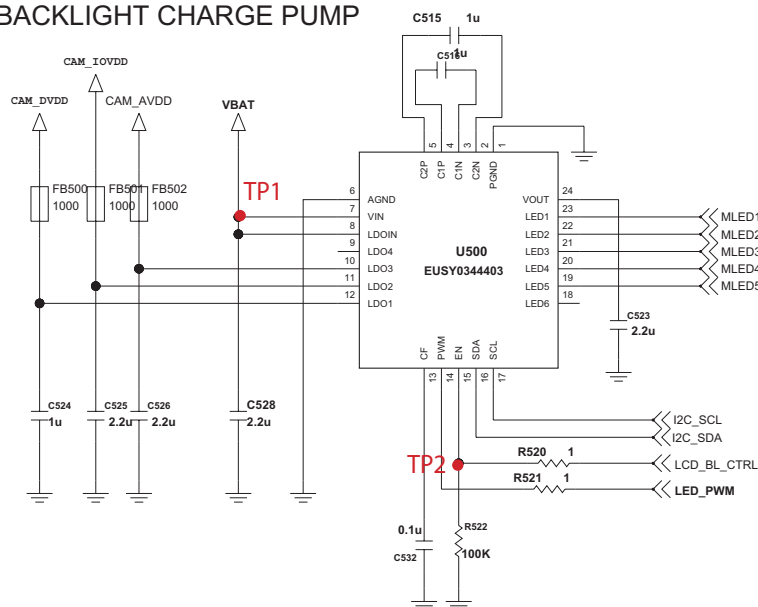 BACKLIGHT CHARGE PUMP
C515 1u
C516 1u
CAM_IOVDD
CAM_DVDD
CAM_AVDD
VBAT
5 4 3 2 1
C2P C1P C1N C2N PGND
FB500 1000
FB501 1000
FB502 1000
TP1
6 AGND
7 VIN
8 LDOIN
9 LDO4
10 LDO3
11 LDO2
12 LDO1
U500
EUSY0344403
VOUT 24
LED1 23 MLED1
LED2 22 MLED2
LED3 21 MLED3
LED4 20 MLED4
LED5 19 MLED5
LED6 18
C523
2.2u
CF PWM EN SDA SCL
13 14 15 16 17
C524
1u
C525
2.2u
C526
2.2u
C528
2.2u
I2C_SCL
I2C_SDA
TP2
R520 1 LCD_BL_CTRL
R521 1 LED_PWM
0.1u
C532
R522
100K